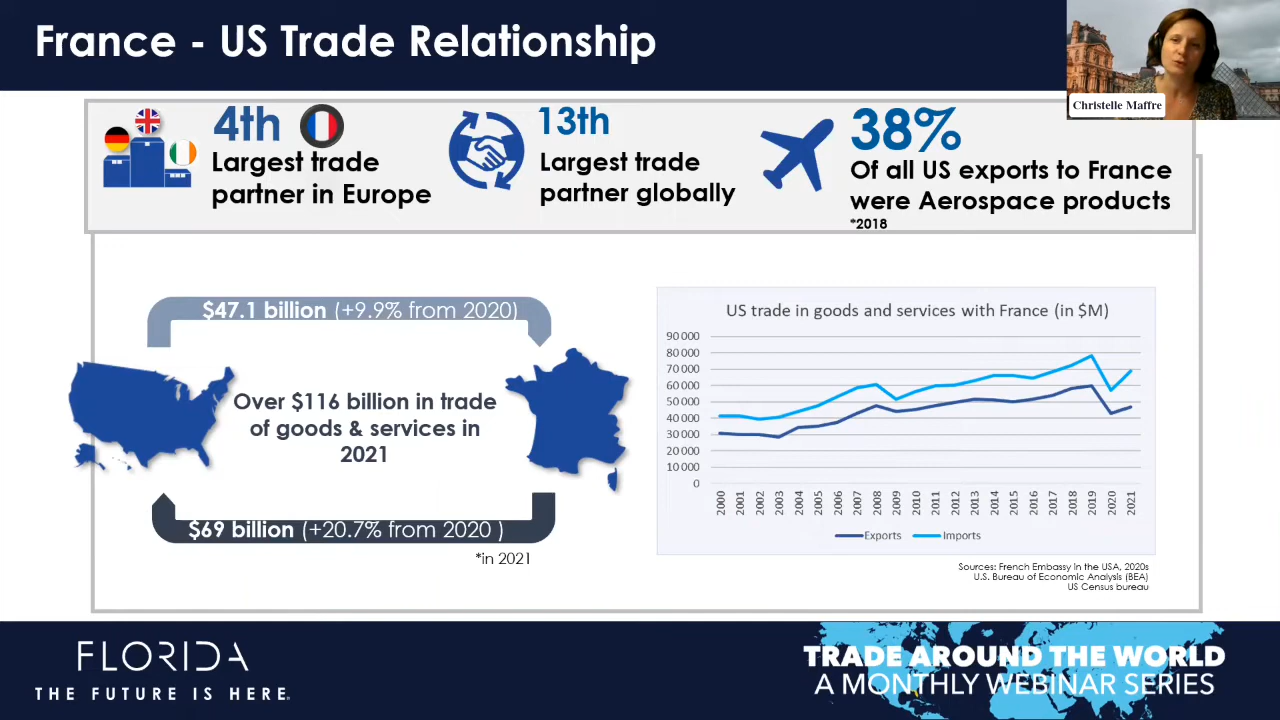 France - US Trade Relationship
Christelle Maffre
4th
Largest trade
partner in Europe
13th
Largest trade
partner globally
38%
Of all US exports to France
were Aerospace products
*2018
$47.1 billion (+9.9% from 2020)
Over $116 billion in trade
of goods & services in
2021
$69 billion (+20.7% from 2020 )
*in 2021
US trade in goods and services with France (in $M)
90 000
80 000
70 000
60 000
50 000
40 000
30 000
20 000
10 000
0
2000
2001
2002
2003
2004
2005
2006
2007
2008
2009
2010
2011
2012
2013
2014
2015
2016
2017
2018
2019
2020
2021
Exports
Imports
Sources: French Embassy in the USA, 2020s
U.S. Bureau of Economic Analysis (BEA)
US Census bureau
FLORIDA
THE FUTURE IS HERE.
TRADE AROUND THE WORLD
A MONTHLY WEBINAR SERIES